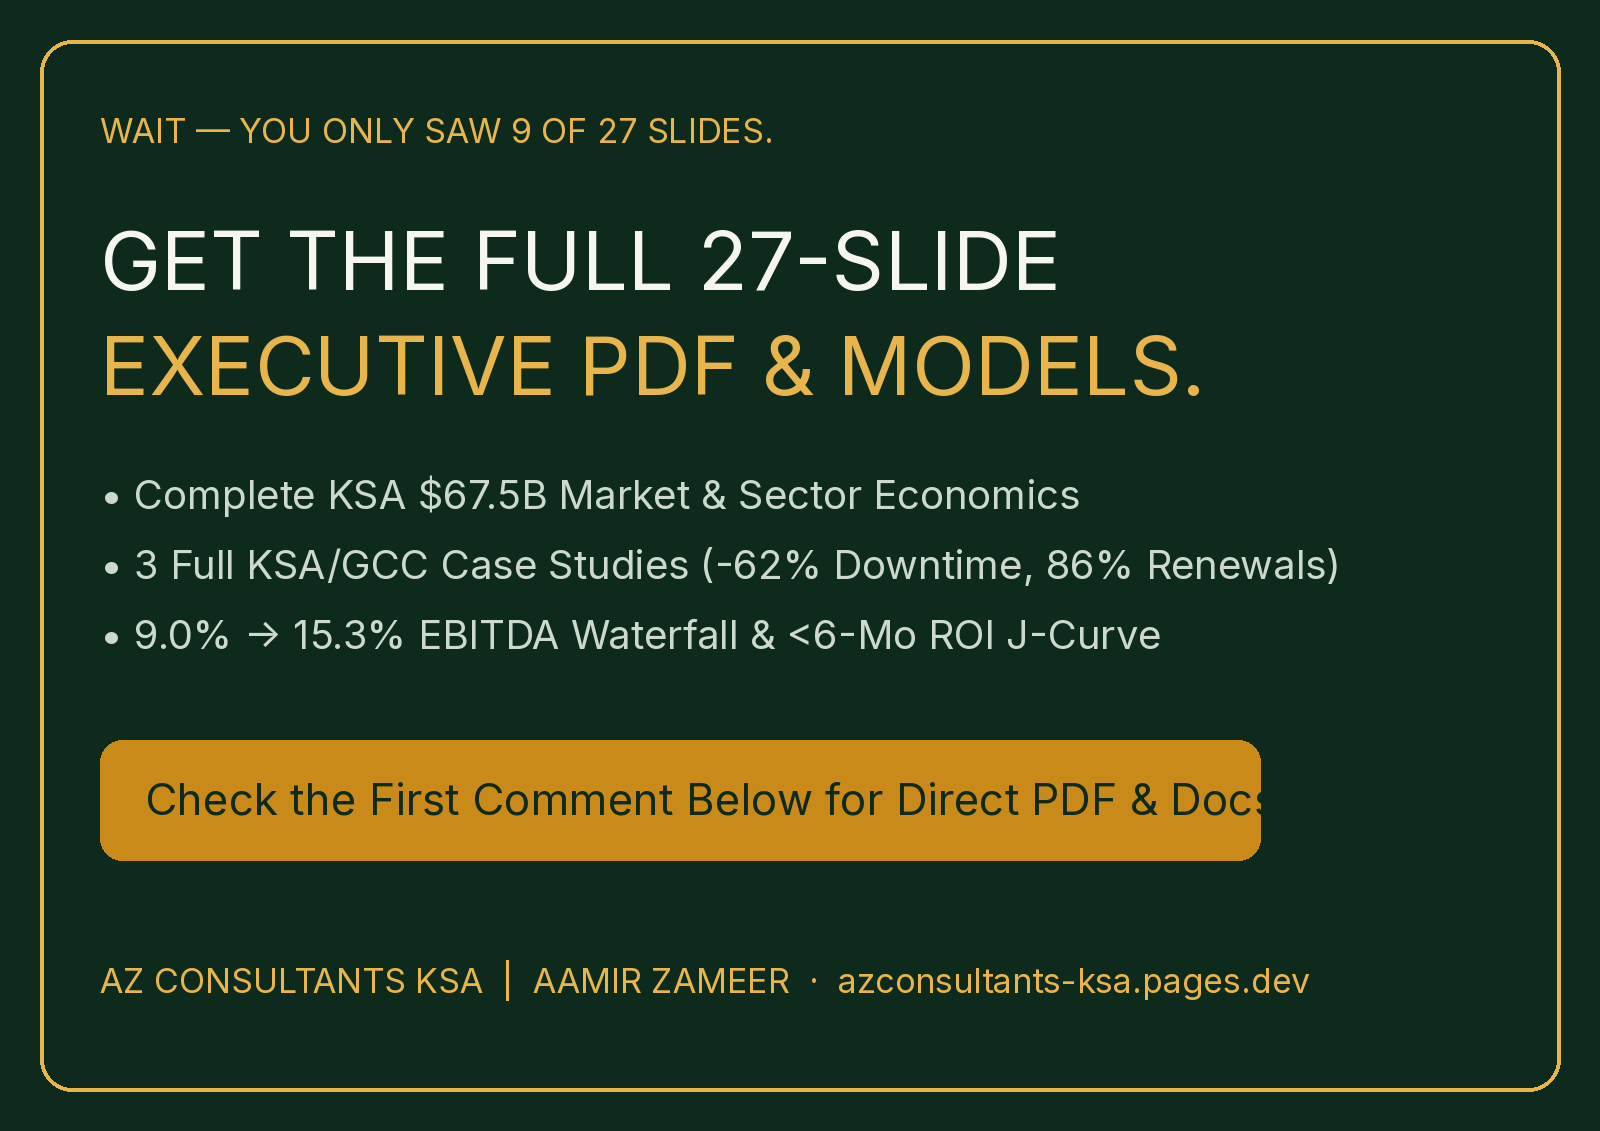 WAIT — YOU ONLY SAW 9 OF 27 SLIDES.
GET THE FULL 27-SLIDE
EXECUTIVE PDF & MODELS.
• Complete KSA $67.5B Market & Sector Economics
• 3 Full KSA/GCC Case Studies (-62% Downtime, 86% Renewals)
• 9.0% → 15.3% EBITDA Waterfall & <6-Mo ROI J-Curve
Check the First Comment Below for Direct PDF & Docs
AZ CONSULTANTS KSA | AAMIR ZAMEER · azconsultants-ksa.pages.dev